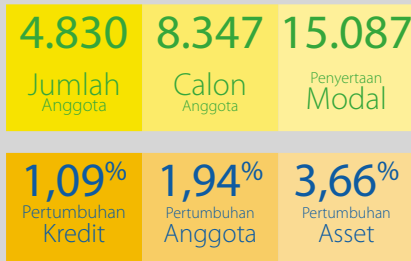 4.830 8.347 15.087
Jumlah Calon Penyertaan
Anggota Anggota Modal
1,09% 1,94% 3,66%
Pertumbuhan Pertumbuhan Pertumbuhan
Kredit Anggota Asset